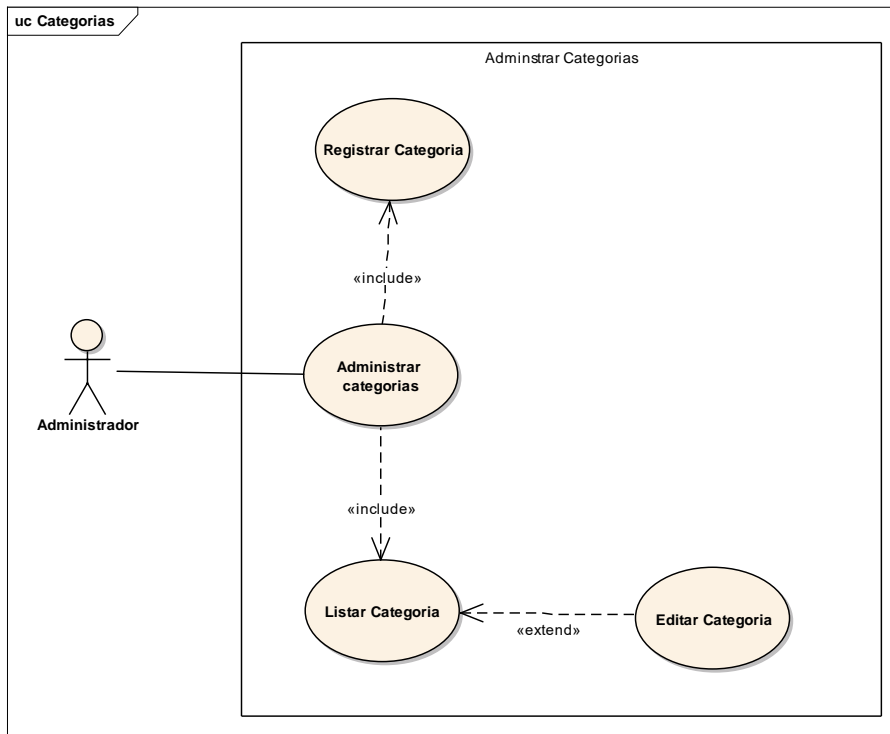 uc Categorias
Adminstrar Categorias
Registrar Categoria
«include»
Administrar
categorias
Administrador
«include»
Listar Categoria
Editar Categoria
«extend»